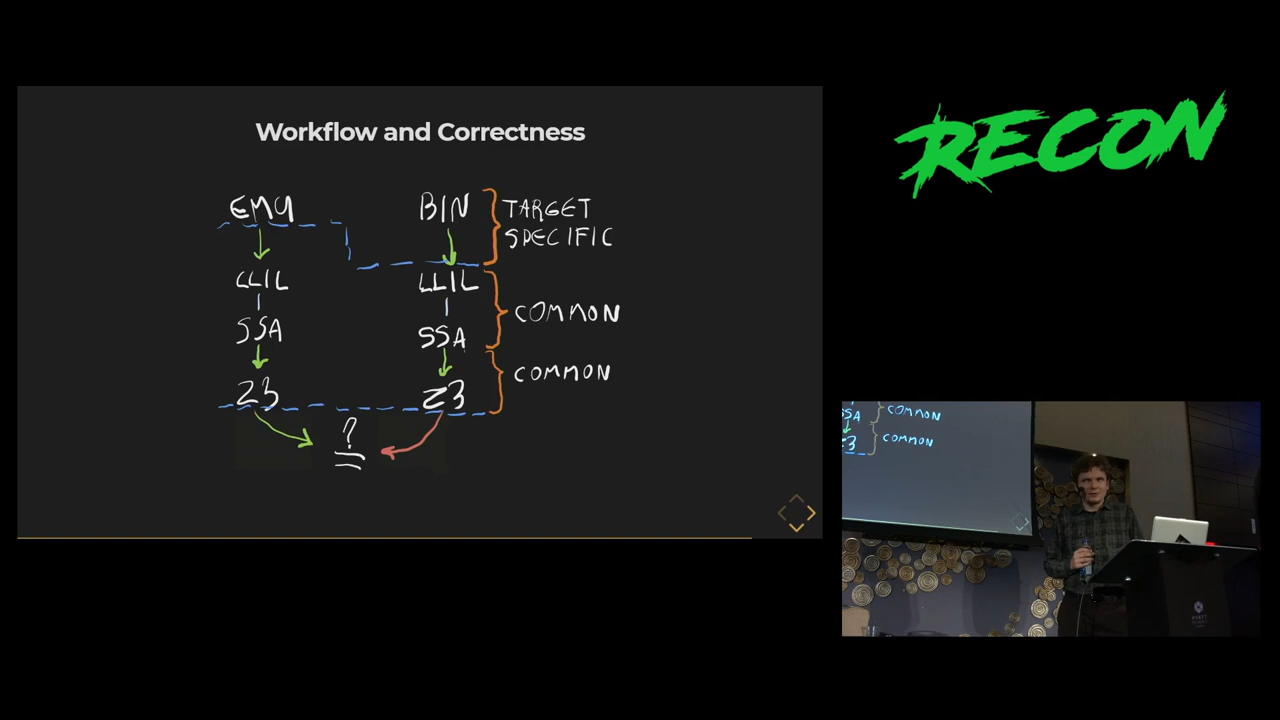 Workflow and Correctness
EMU
BIN
TARGET
SPECIFIC
LLIL
LLIL
COMMON
SSA
SSA
COMMON
Z3
Z3
?
RECON
SSA
COMMON
Z3
COMMON
HYATT